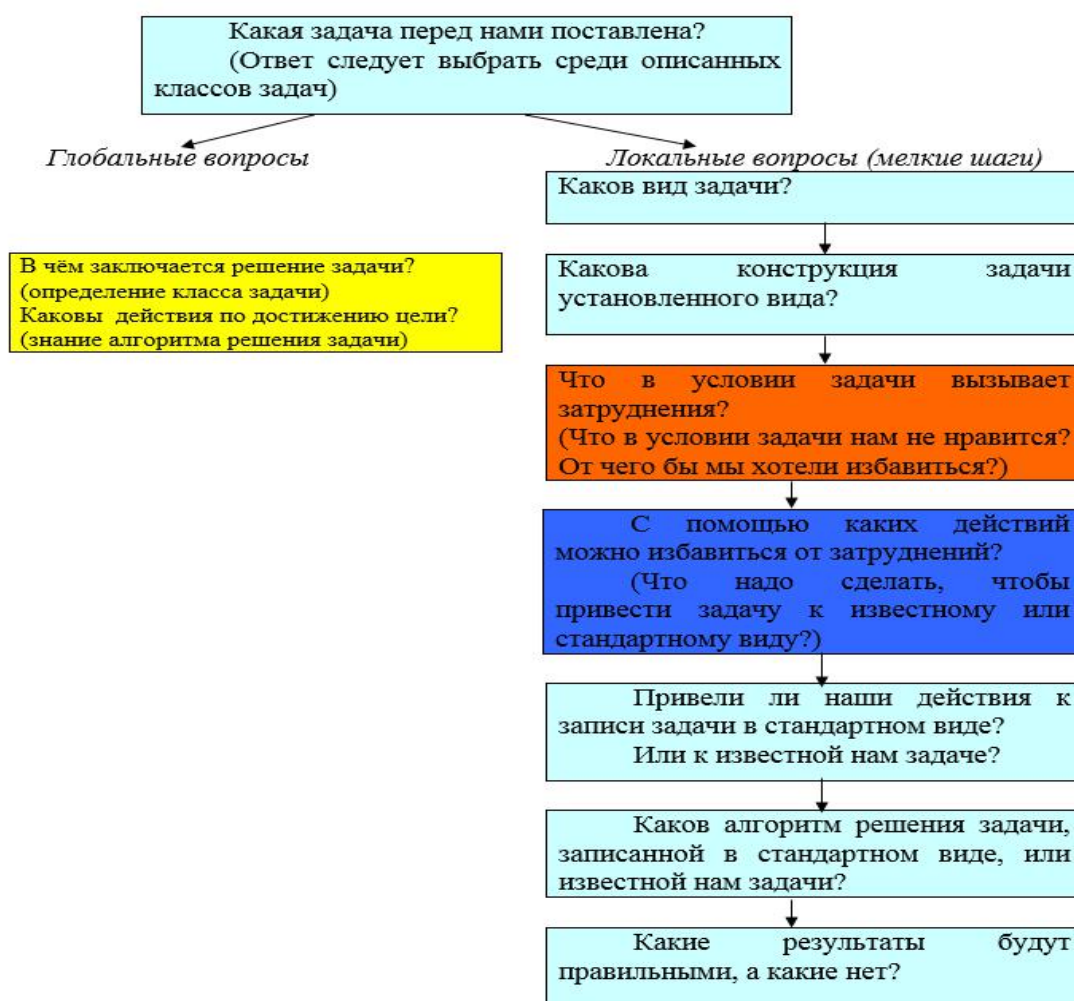 Какая задача перед нами поставлена?
(Ответ следует выбрать среди описанных
классов задач)
Глобальные вопросы
Локальные вопросы (мелкие шаги)
Каков вид задачи?
В чём заключается решение задачи?
(определение класса задачи)
Каковы действия по достижению цели?
(знание алгоритма решения задачи)
Какова конструкция задачи
установленного вида?
Что в условии задачи вызывает
затруднения?
(Что в условии задачи нам не нравится?
От чего бы мы хотели избавиться?)
С помощью каких действий
можно избавиться от затруднений?
(Что надо сделать, чтобы
привести задачу к известному или
стандартному виду?)
Привели ли наши действия к
записи задачи в стандартном виде?
Или к известной нам задаче?
Каков алгоритм решения задачи,
записанной в стандартном виде, или
известной нам задачи?
Какие результаты будут
правильными, а какие нет?